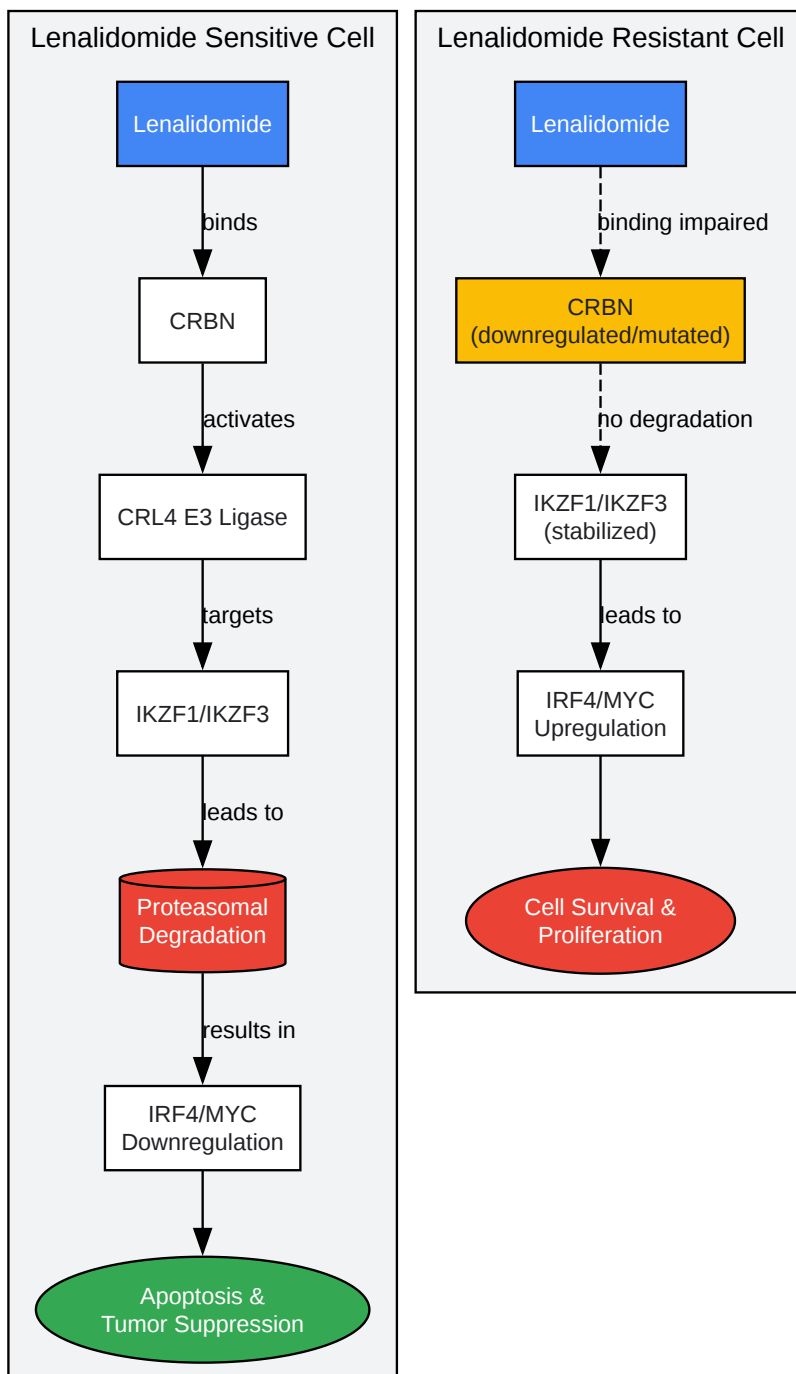 Lenalidomide Sensitive Cell
Lenalidomide
binds
CRBN
activates
CRL4 E3 Ligase
targets
IKZF1/IKZF3
leads to
Proteasomal
Degradation
results in
IRF4/MYC
Downregulation
Apoptosis &
Tumor Suppression
Lenalidomide Resistant Cell
Lenalidomide
binding impaired
CRBN
(downregulated/mutated)
no degradation
IKZF1/IKZF3
(stabilized)
leads to
IRF4/MYC
Upregulation
Cell Survival &
Proliferation